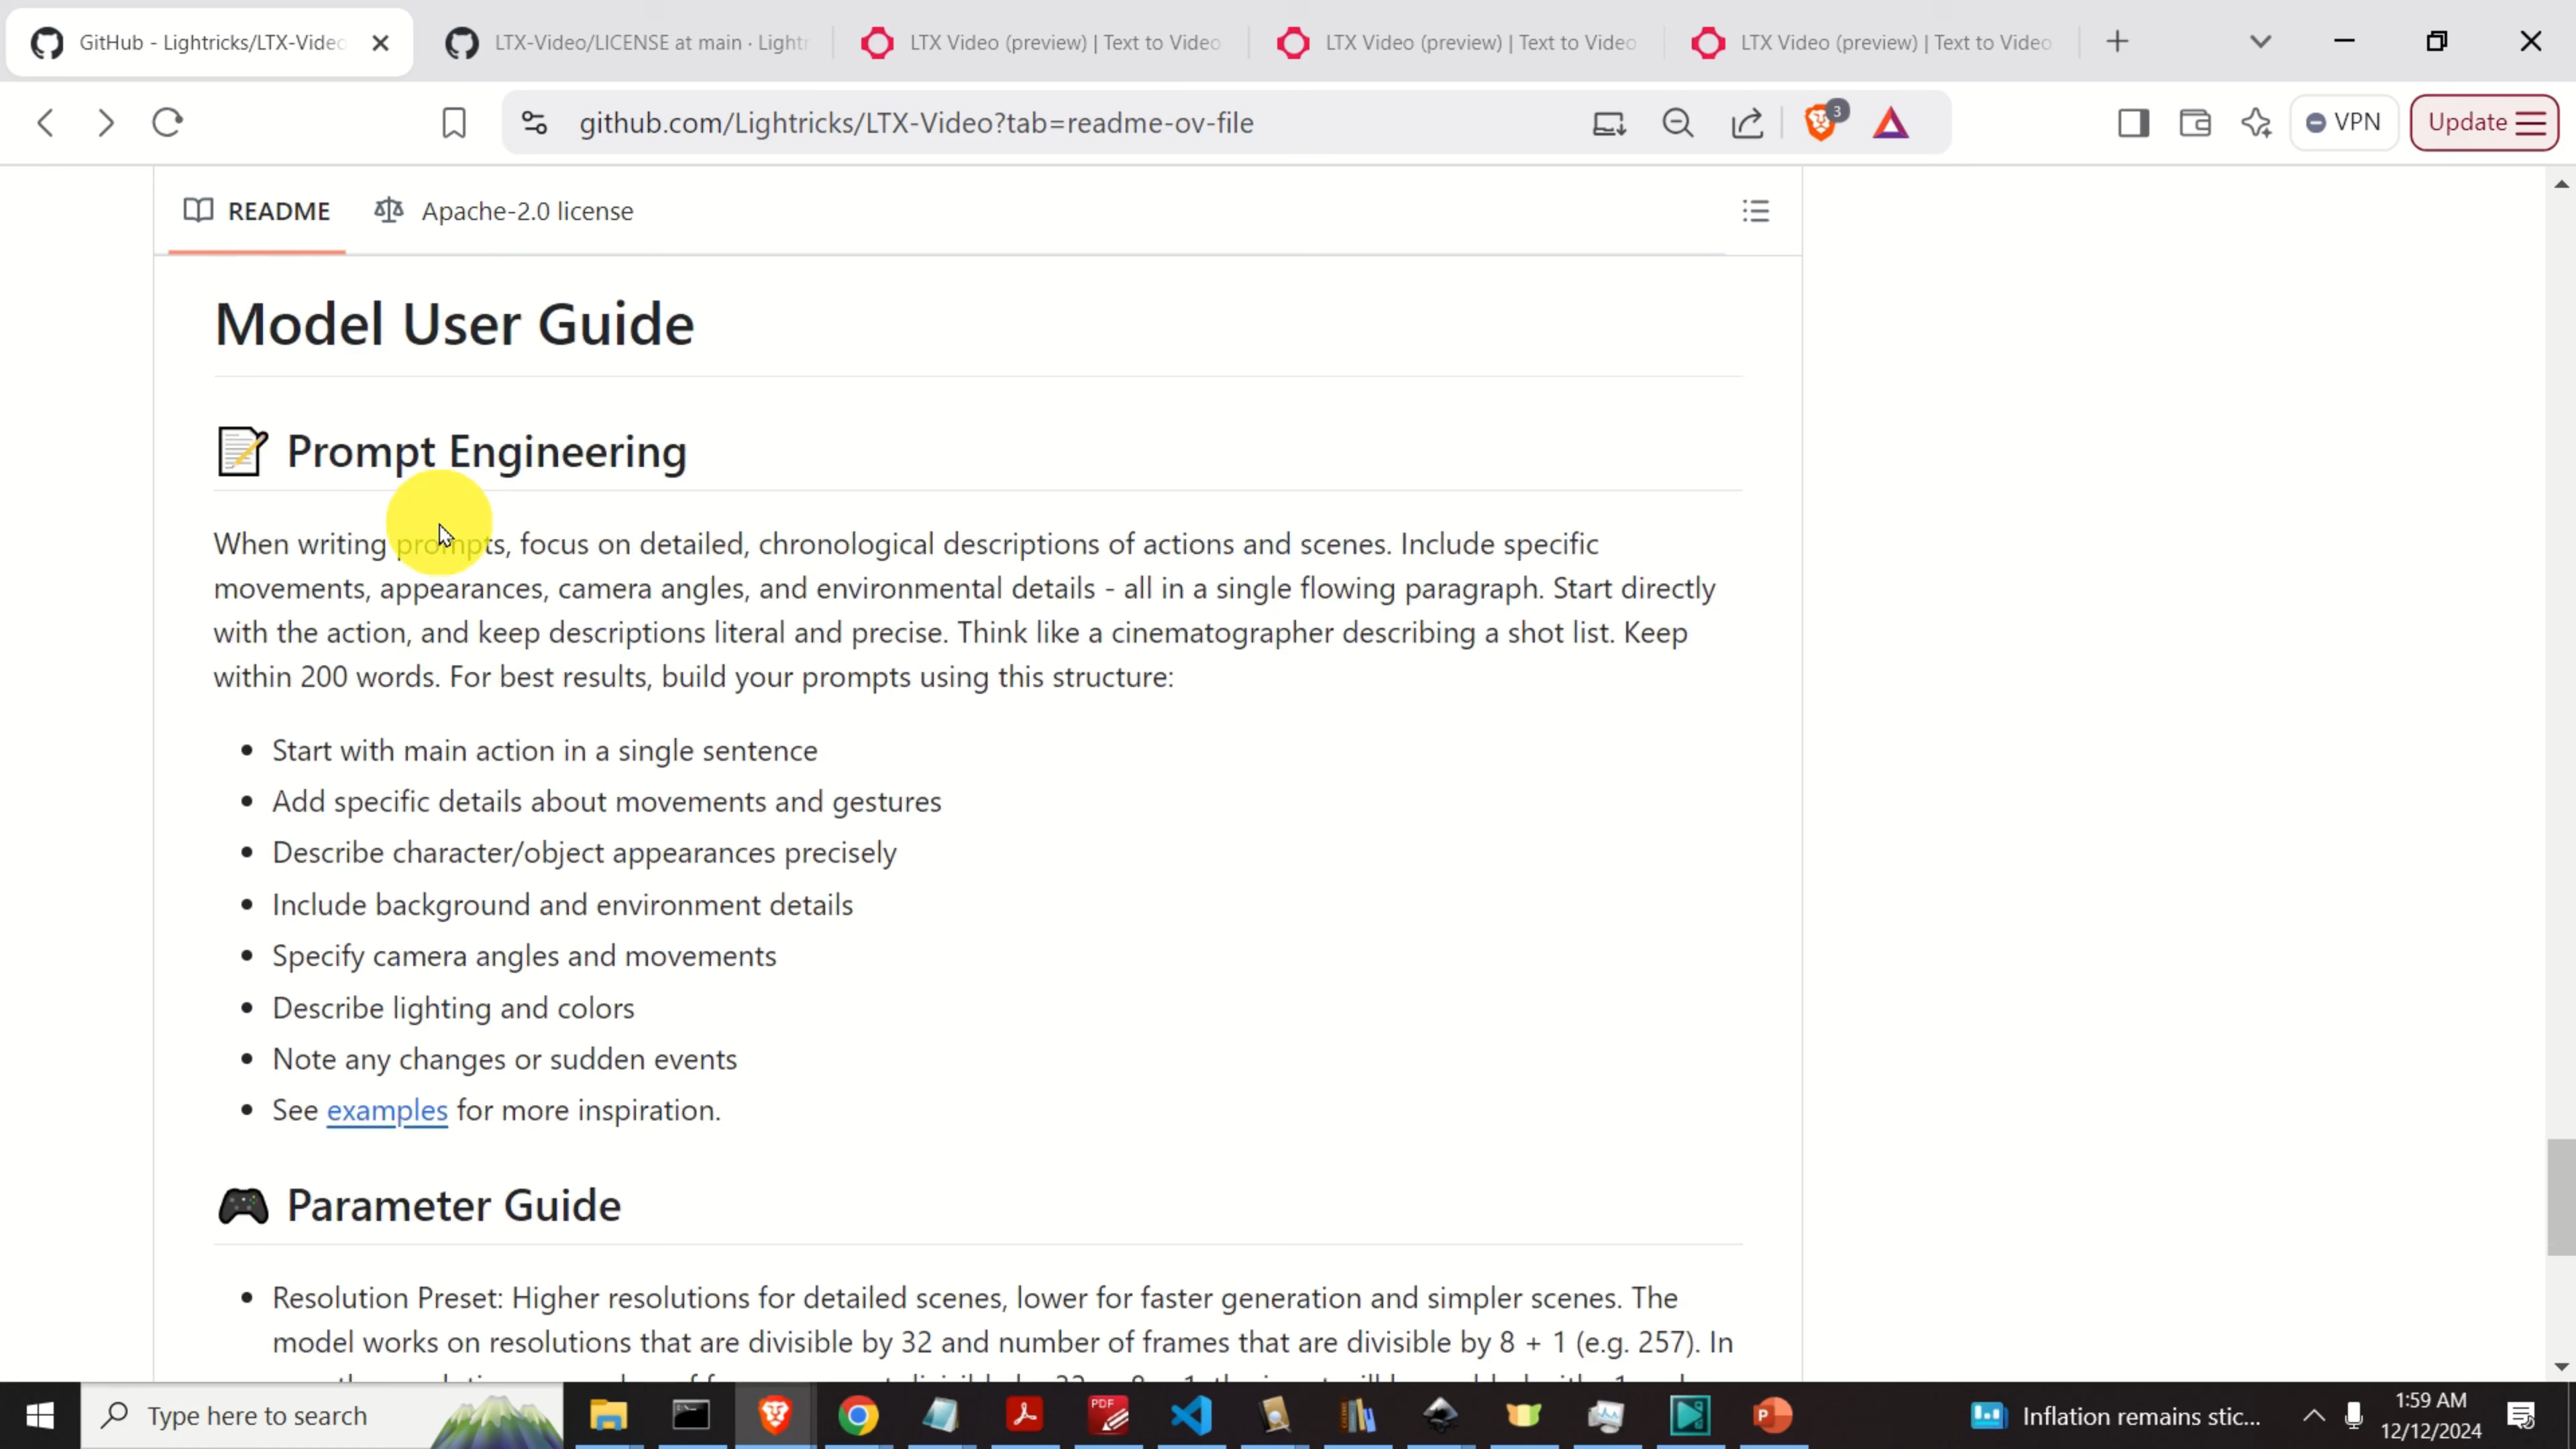 GitHub - Lightricks/LTX-Video
LTX-Video/LICENSE at main · Lightr
LTX Video (preview) | Text to Video
LTX Video (preview) | Text to Video
LTX Video (preview) | Text to Video
github.com/Lightricks/LTX-Video?tab=readme-ov-file
3
VPN
Update
README
Apache-2.0 license
Model User Guide
Prompt Engineering
When writing prompts, focus on detailed, chronological descriptions of actions and scenes. Include specific
movements, appearances, camera angles, and environmental details - all in a single flowing paragraph. Start directly
with the action, and keep descriptions literal and precise. Think like a cinematographer describing a shot list. Keep
within 200 words. For best results, build your prompts using this structure:
• Start with main action in a single sentence
• Add specific details about movements and gestures
• Describe character/object appearances precisely
• Include background and environment details
• Specify camera angles and movements
• Describe lighting and colors
• Note any changes or sudden events
• See examples for more inspiration.
Parameter Guide
• Resolution Preset: Higher resolutions for detailed scenes, lower for faster generation and simpler scenes. The
model works on resolutions that are divisible by 32 and number of frames that are divisible by 8 + 1 (e.g. 257). In
Type here to search
PDF
P
Inflation remains stic...
1:59 AM
12/12/2024